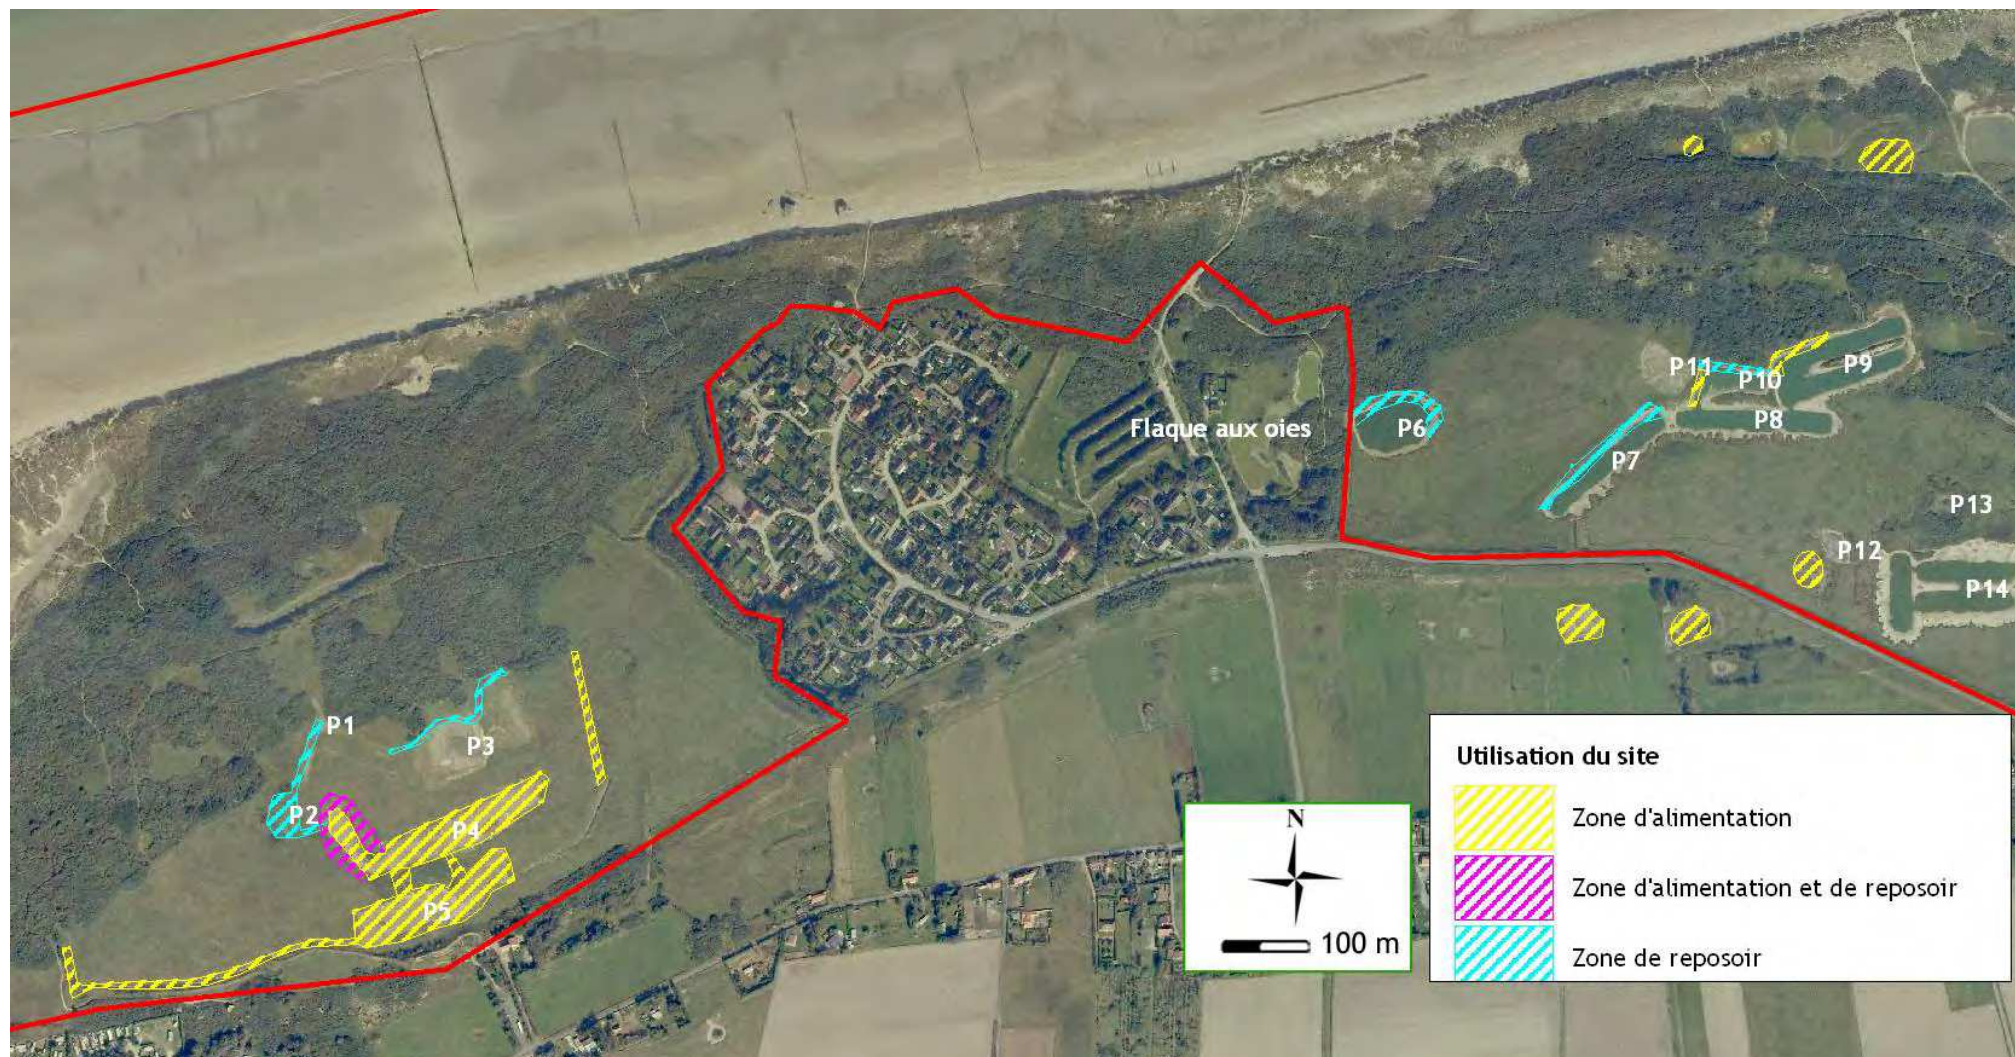 Flaque aux oies
P6
P11
P10
P9
P8
P7
P13
P12
P14
P1
P3
P2
P4
P5
N
100 m
Utilisation du site
Zone d'alimentation
Zone d'alimentation et de reposoir
Zone de reposoir